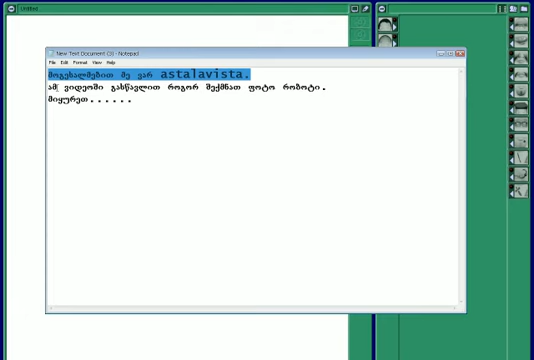 Untitled
New Text Document (3) - Notepad
File Edit Format View Help
მოგესალმებით მე ვარ astalavista.
ამ ვიდეოში გასწავლით როგორ შექმნათ ფოტო რობოტი.
მიყურეთ......